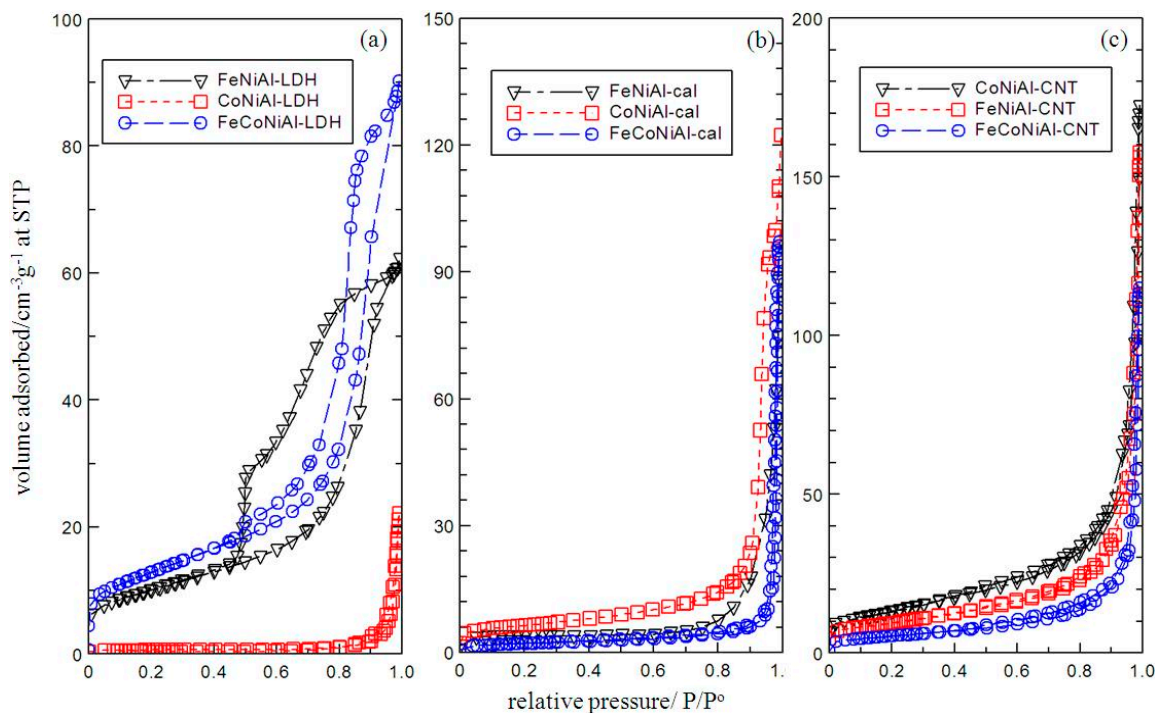 100
80
60
40
20
0
0
0.2
0.4
0.6
0.8
1.0
(a)
FeNiAl-LDH
CoNiAl-LDH
FeCoNiAl-LDH
150
120
90
60
30
0
0
0.2
0.4
0.6
0.8
1.0
(b)
FeNiAl-cal
CoNiAl-cal
FeCoNiAl-cal
200
150
100
50
0
0
0.2
0.4
0.6
0.8
1.0
(c)
CoNiAl-CNT
FeNiAl-CNT
FeCoNiAl-CNT
volume adsorbed/cm⁻³g⁻¹ at STP
relative pressure/ P/Pº